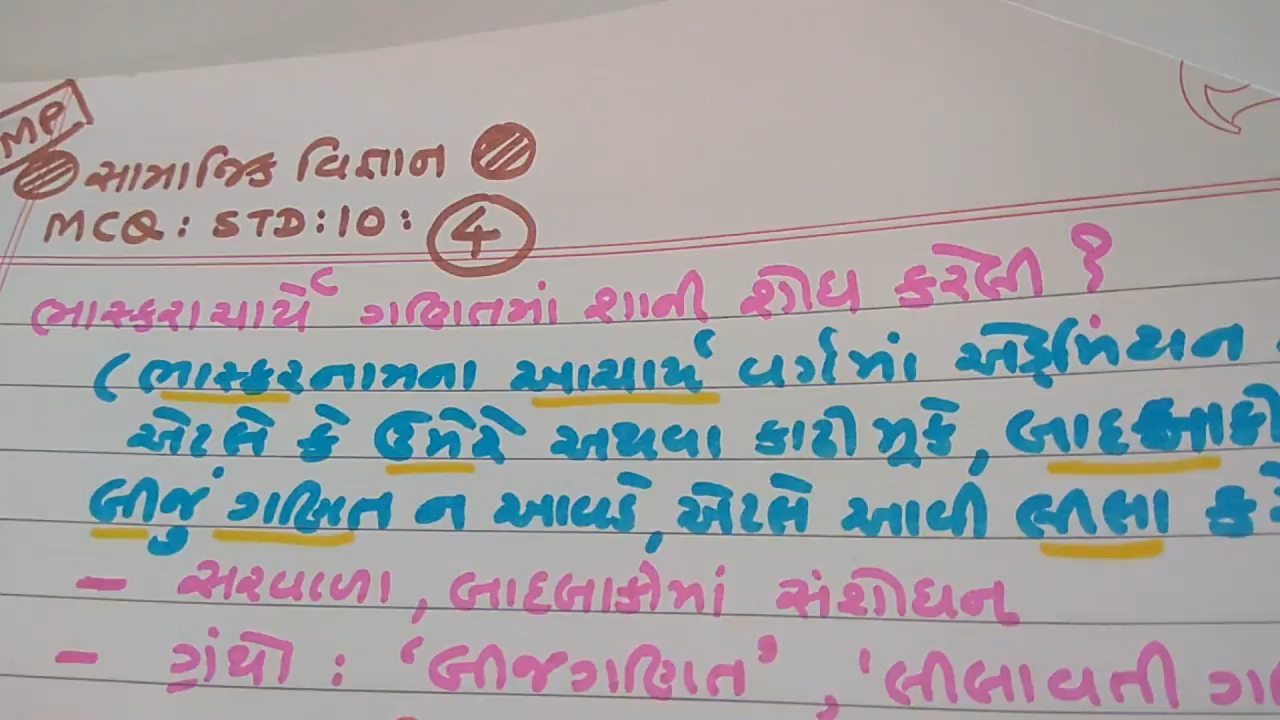 MP
સામાજિક વિજ્ઞાન
MCQ: STD:10: 4
ભાસ્કરાચાર્યે ગણિતમાં શાની શોધ કરેલી ?
(ભાસ્કરનામના આચાર્ય વર્ગમાં
એટલે કે ઉમેરે અથવા કાઢી મૂકે, બાદબાકી
બીજું ગણિત ન આવડે, એટલે આવી લીલા કરે
- સરવાળા, બાદબાકીમાં સંશોધન
- ગ્રંથો : 'બીજગણિત', 'લીલાવતી